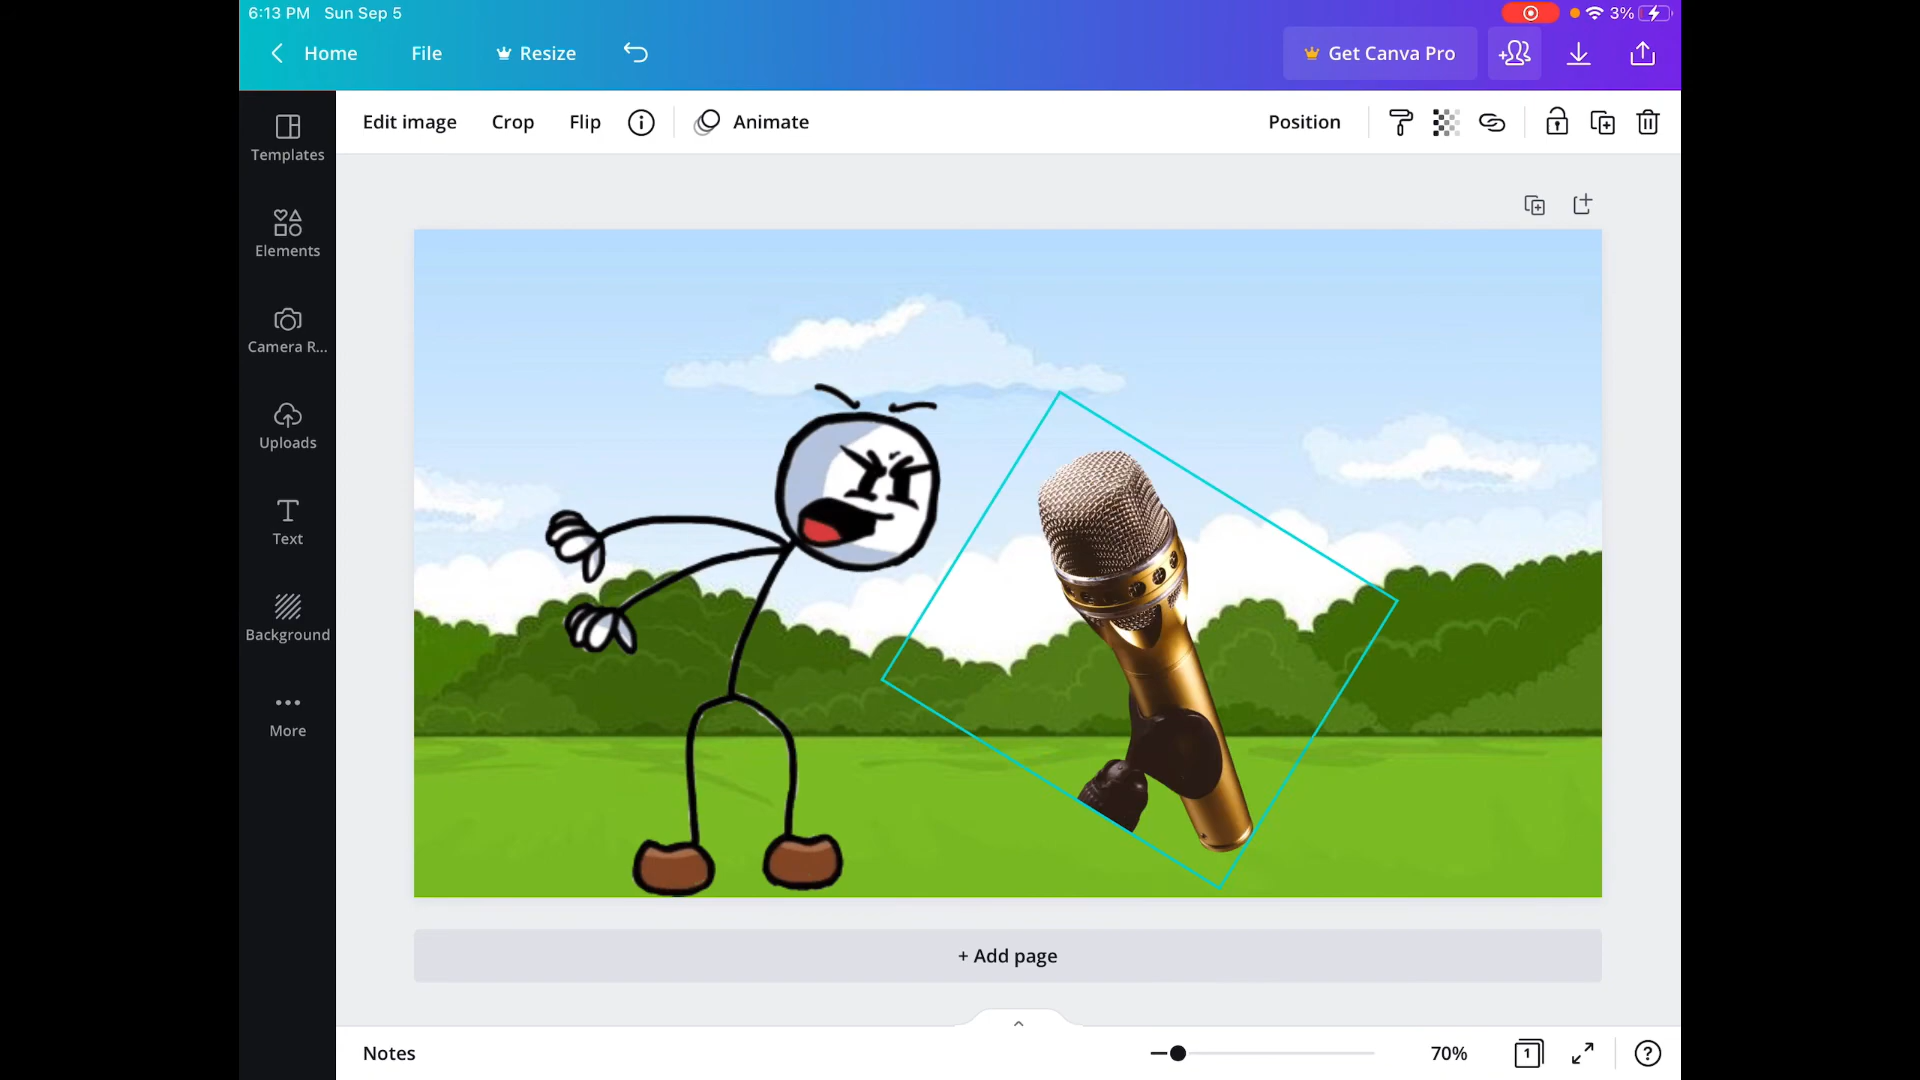 6:13 PM Sun Sep 5
3%
Home File Resize Get Canva Pro
Edit image Crop Flip Animate Position
Templates
Elements
Camera R...
Uploads
Text
Background
More
+ Add page
Notes 70% 1 ?